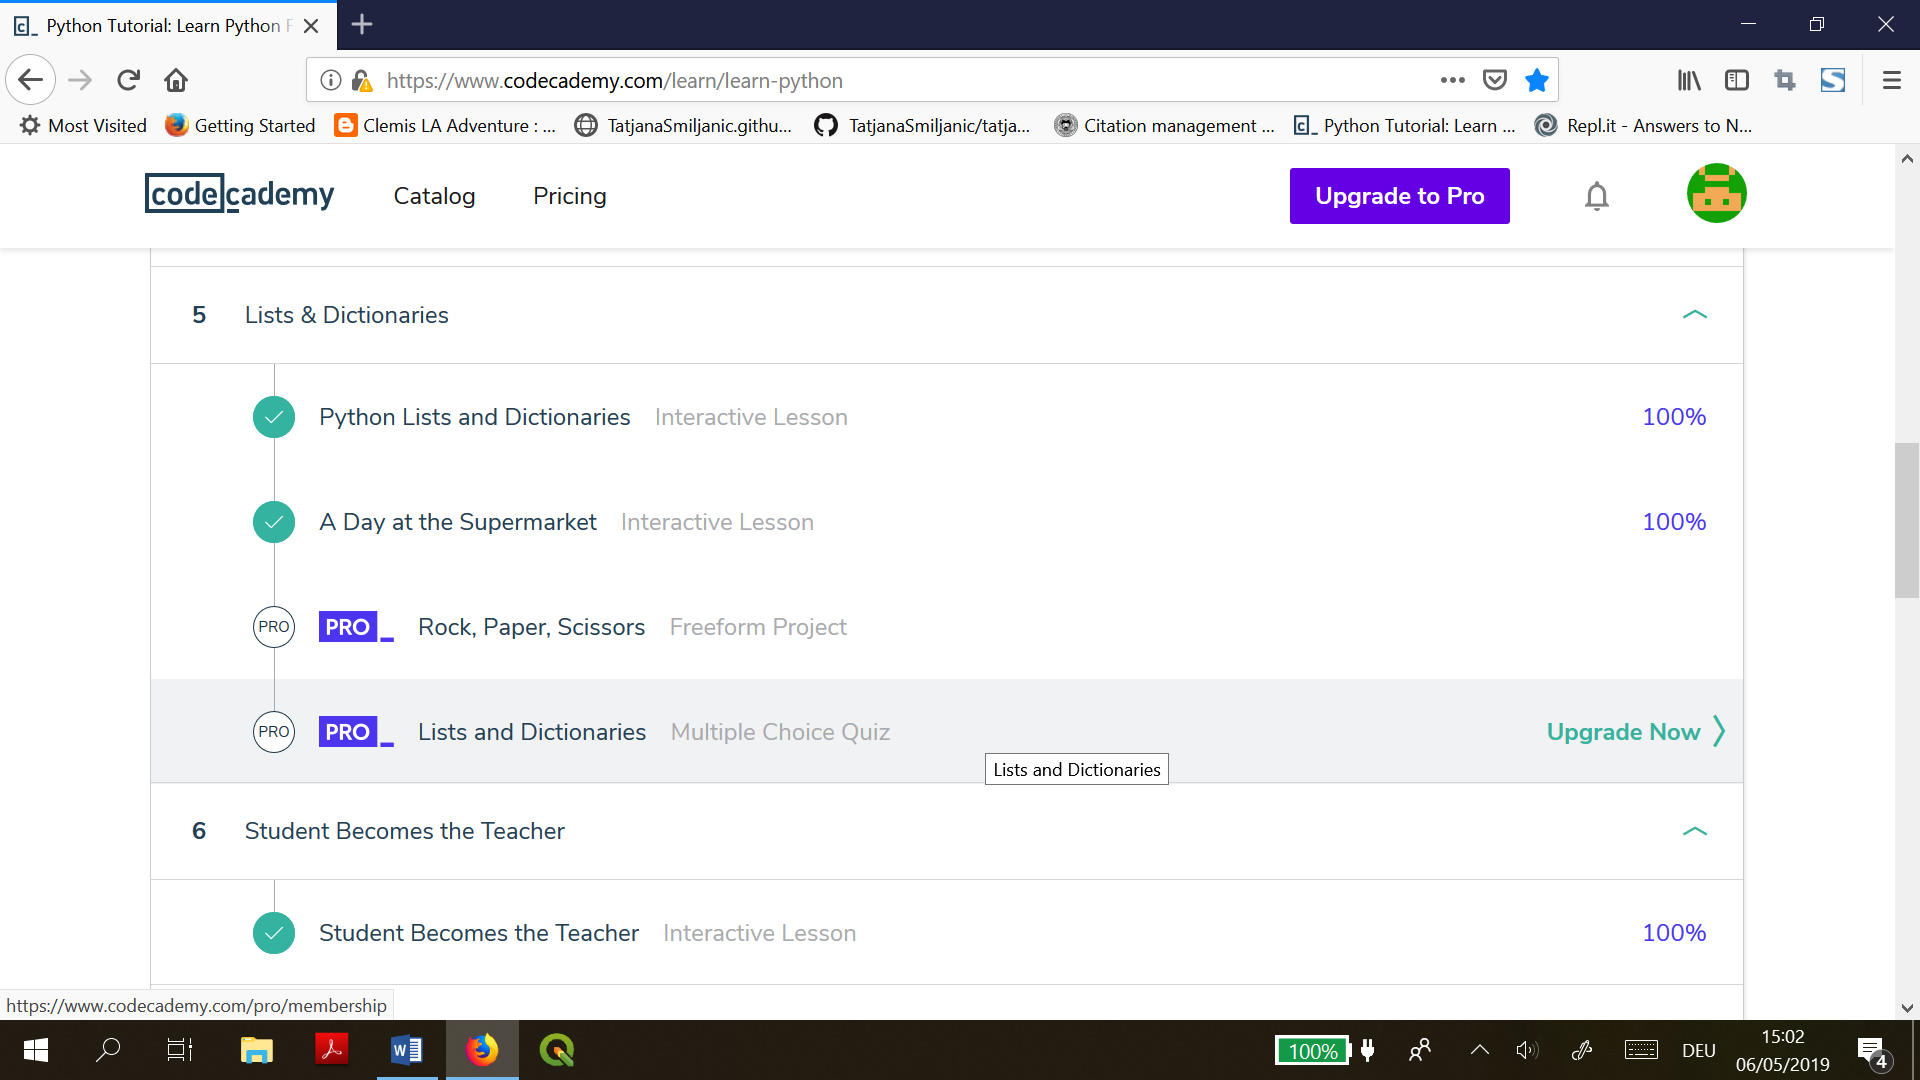 Python Tutorial: Learn Python F
https://www.codecademy.com/learn/learn-python
Most Visited Getting Started Clemis LA Adventure : ... TatjanaSmiljanic.githu... TatjanaSmiljanic/tatja... Citation management ... Python Tutorial: Learn ... Repl.it - Answers to N...
codecademy Catalog Pricing Upgrade to Pro
5 Lists & Dictionaries
Python Lists and Dictionaries Interactive Lesson 100%
A Day at the Supermarket Interactive Lesson 100%
PRO PRO_ Rock, Paper, Scissors Freeform Project
PRO PRO_ Lists and Dictionaries Multiple Choice Quiz Upgrade Now
Lists and Dictionaries
6 Student Becomes the Teacher
Student Becomes the Teacher Interactive Lesson 100%
https://www.codecademy.com/pro/membership
100% DEU 15:02
06/05/2019 4